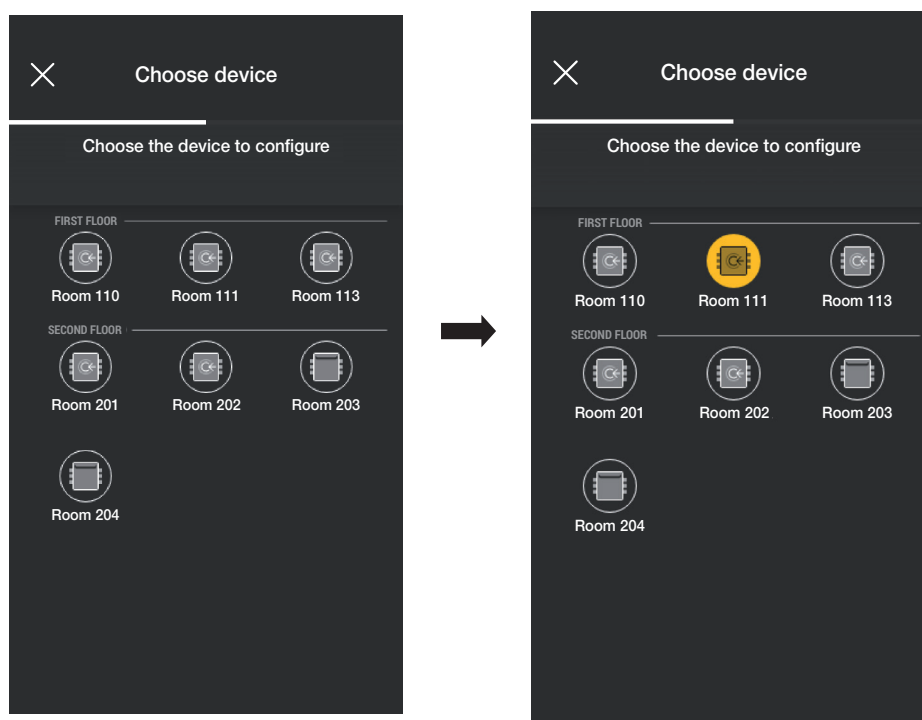 Choose device
Choose the device to configure
FIRST FLOOR
Room 110 Room 111 Room 113
SECOND FLOOR
Room 201 Room 202 Room 203
Room 204
Choose device
Choose the device to configure
FIRST FLOOR
Room 110 Room 111 Room 113
SECOND FLOOR
Room 201 Room 202 Room 203
Room 204